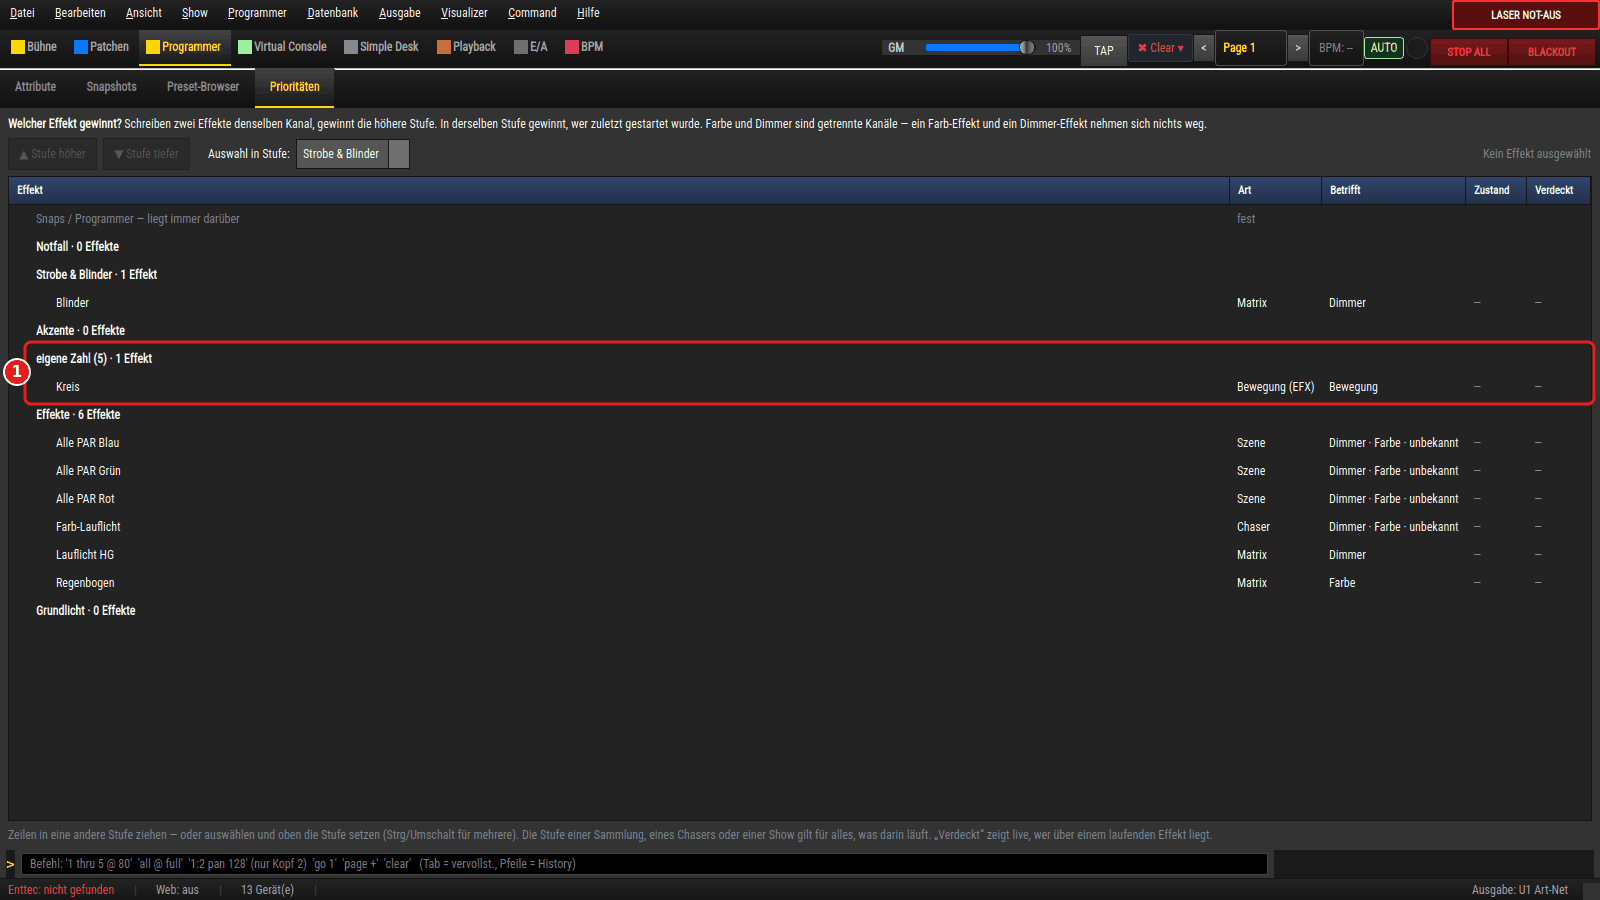 Datei Bearbeiten Ansicht Show Programmer Datenbank Ausgabe Visualizer Command Hilfe LASER NOT-AUS
Bühne Patchen Programmer Virtual Console Simple Desk Playback E/A BPM GM 100% TAP ✖ Clear ▾ < Page 1 > BPM: -- AUTO STOP ALL BLACKOUT
Attribute Snapshots Preset-Browser Prioritäten
Welcher Effekt gewinnt? Schreiben zwei Effekte denselben Kanal, gewinnt die höhere Stufe. In derselben Stufe gewinnt, wer zuletzt gestartet wurde. Farbe und Dimmer sind getrennte Kanäle — ein Farb-Effekt und ein Dimmer-Effekt nehmen sich nichts weg.
▲ Stufe höher ▼ Stufe tiefer Auswahl in Stufe: Strobe & Blinder Kein Effekt ausgewählt
Effekt Art Betrifft Zustand Verdeckt
Snaps / Programmer — liegt immer darüber fest
Notfall · 0 Effekte
Strobe & Blinder · 1 Effekt
Blinder Matrix Dimmer — —
Akzente · 0 Effekte
eigene Zahl (5) · 1 Effekt
1
Kreis Bewegung (EFX) Bewegung — —
Effekte · 6 Effekte
Alle PAR Blau Szene Dimmer · Farbe · unbekannt — —
Alle PAR Grün Szene Dimmer · Farbe · unbekannt — —
Alle PAR Rot Szene Dimmer · Farbe · unbekannt — —
Farb-Lauflicht Chaser Dimmer · Farbe · unbekannt — —
Lauflicht HG Matrix Dimmer — —
Regenbogen Matrix Farbe — —
Grundlicht · 0 Effekte
Zeilen in eine andere Stufe ziehen — oder auswählen und oben die Stufe setzen (Strg/Umschalt für mehrere). Die Stufe einer Sammlung, eines Chasers oder einer Show gilt für alles, was darin läuft. „Verdeckt“ zeigt live, wer über einem laufenden Effekt liegt.
> Befehl: '1 thru 5 @ 80' 'all @ full' '1:2 pan 128' (nur Kopf 2) 'go 1' 'page +' 'clear' (Tab = vervollst., Pfeile = History)
Enttec: nicht gefunden | Web: aus | 13 Gerät(e) | Ausgabe: U1 Art-Net